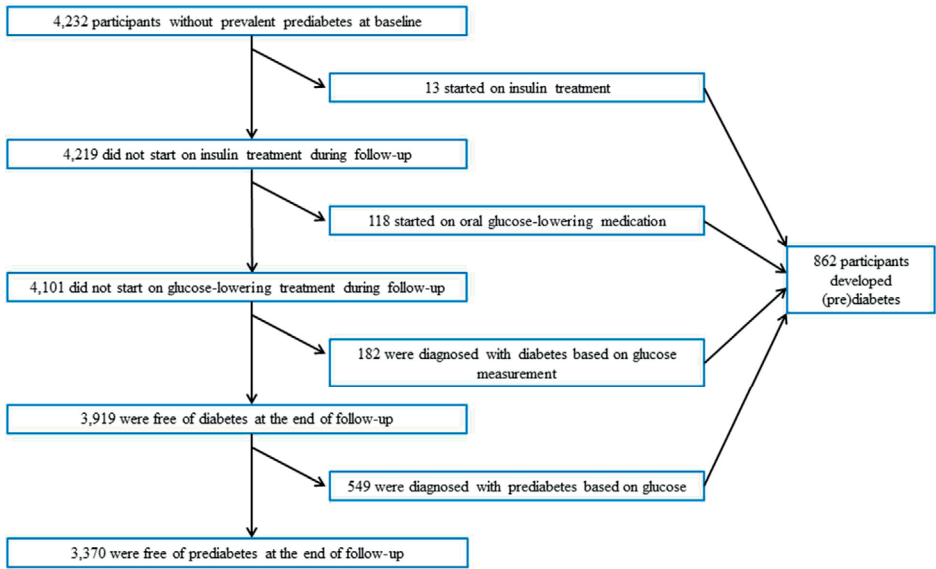 4,232 participants without prevalent prediabetes at baseline
13 started on insulin treatment
4,219 did not start on insulin treatment during follow-up
118 started on oral glucose-lowering medication
862 participants
developed
(pre)diabetes
4,101 did not start on glucose-lowering treatment during follow-up
182 were diagnosed with diabetes based on glucose
measurement
3,919 were free of diabetes at the end of follow-up
549 were diagnosed with prediabetes based on glucose
3,370 were free of prediabetes at the end of follow-up